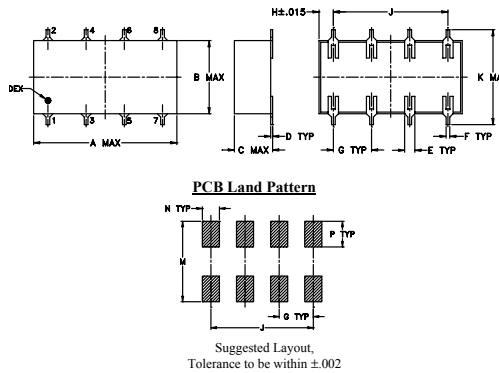 H±.015
J
2 4 6 8
B MAX
K MA
DEX
1 3 5 7
D TYP
F TYP
A MAX
C MAX
G TYP
E TYP
PCB Land Pattern
N TYP
P TYP
M
G TYP
J
Suggested Layout,
Tolerance to be within ±.002